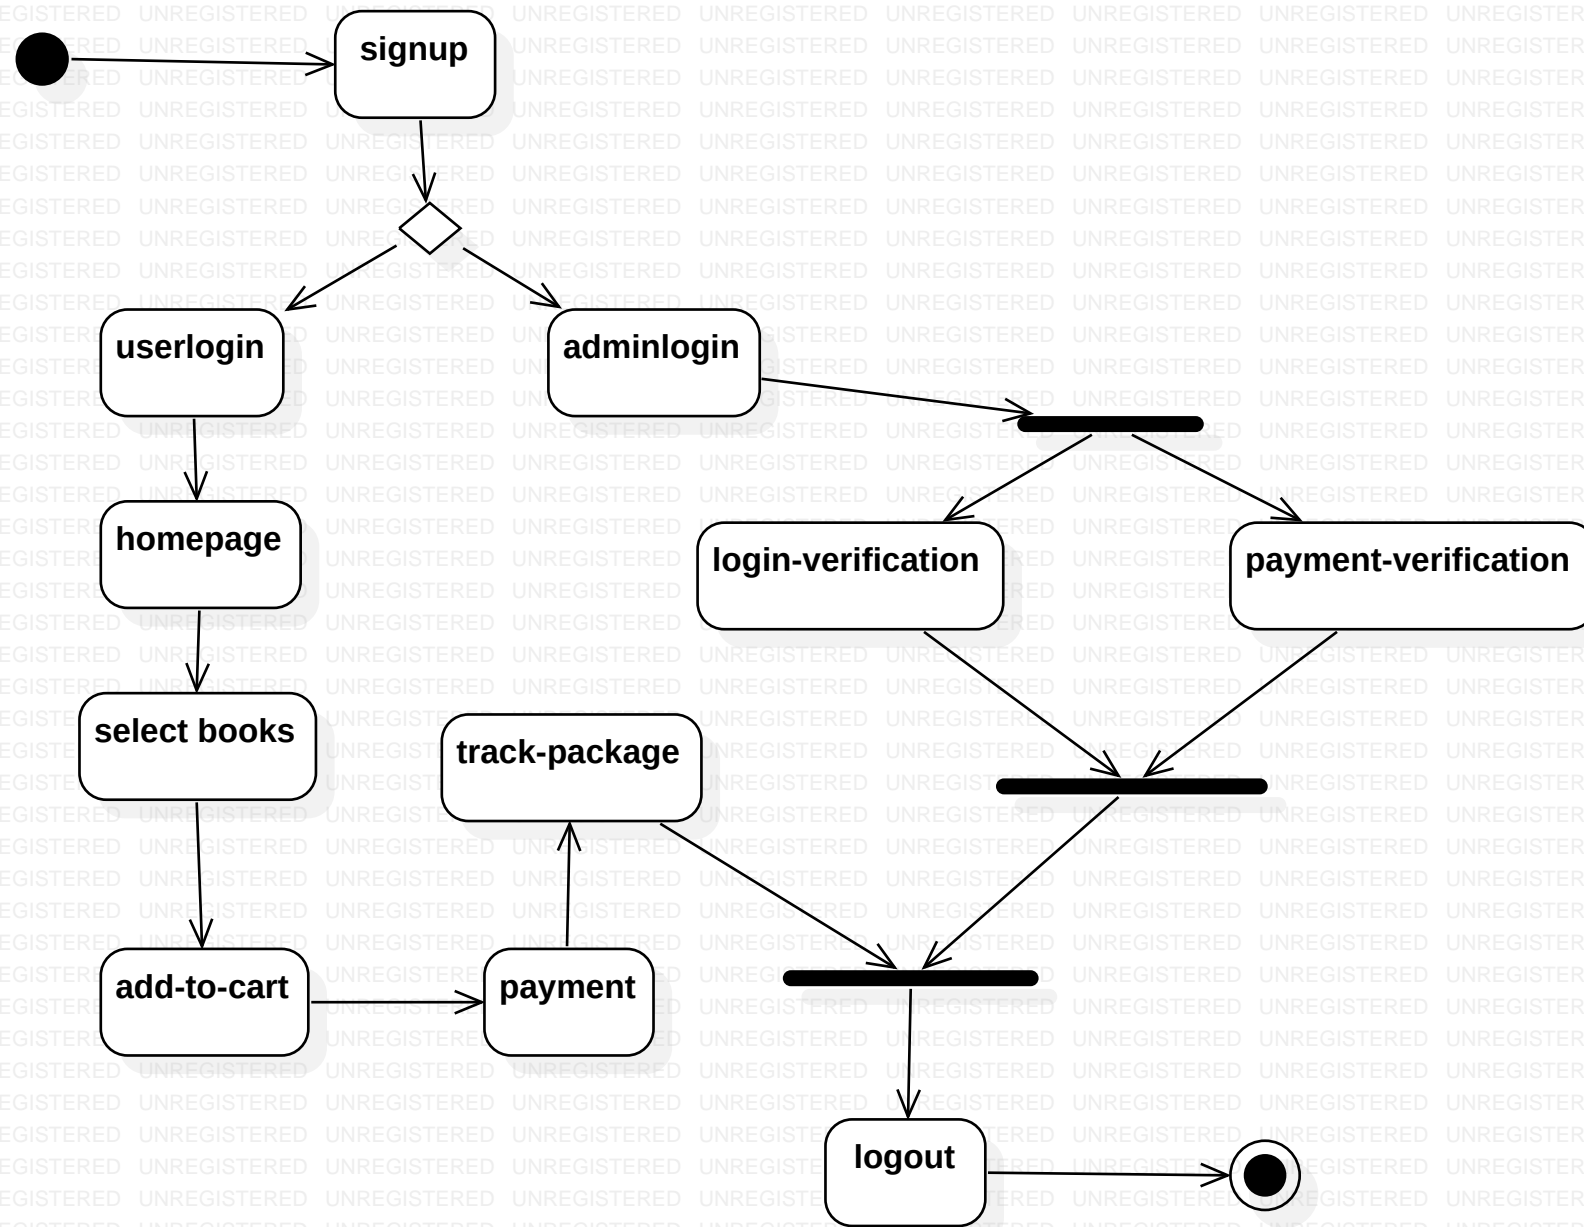 signup
userlogin
adminlogin
homepage
login-verification
payment-verification
select books
track-package
add-to-cart
payment
logout
UNREGISTERED